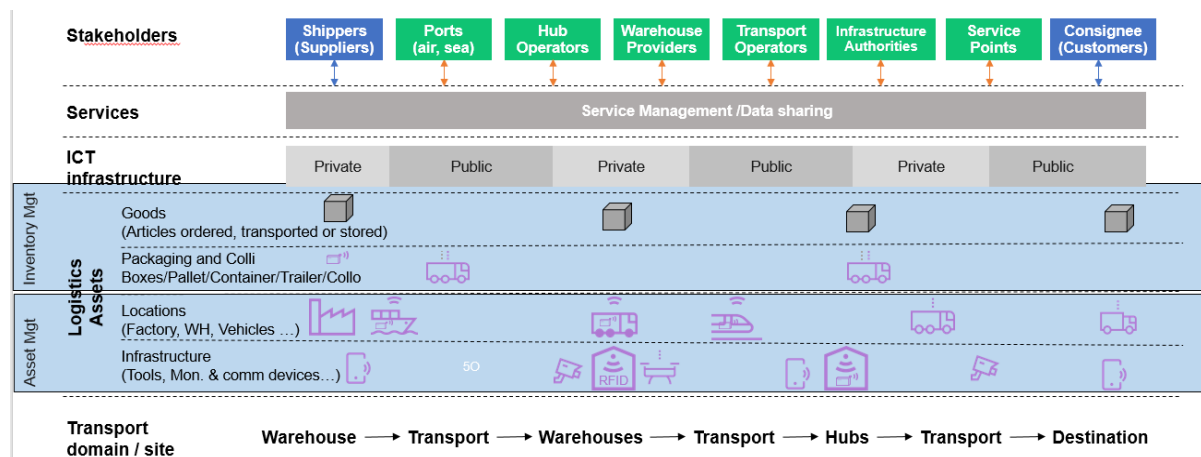 Stakeholders
Shippers
(Suppliers)
Ports
(air, sea)
Hub
Operators
Warehouse
Providers
Transport
Operators
Infrastructure
Authorities
Service
Points
Consignee
(Customers)
Services
Service Management /Data sharing
ICT
infrastructure
Private
Public
Private
Public
Private
Public
Inventory Mgt
Logistics
Assets
Goods
(Articles ordered, transported or stored)
Packaging and Colli
Boxes/Pallet/Container/Trailer/Collo
Asset Mgt
Locations
(Factory, WH, Vehicles …)
Infrastructure
(Tools, Mon. & comm devices…)
5O
RFID
Transport
domain / site
Warehouse
Transport
Warehouses
Transport
Hubs
Transport
Destination